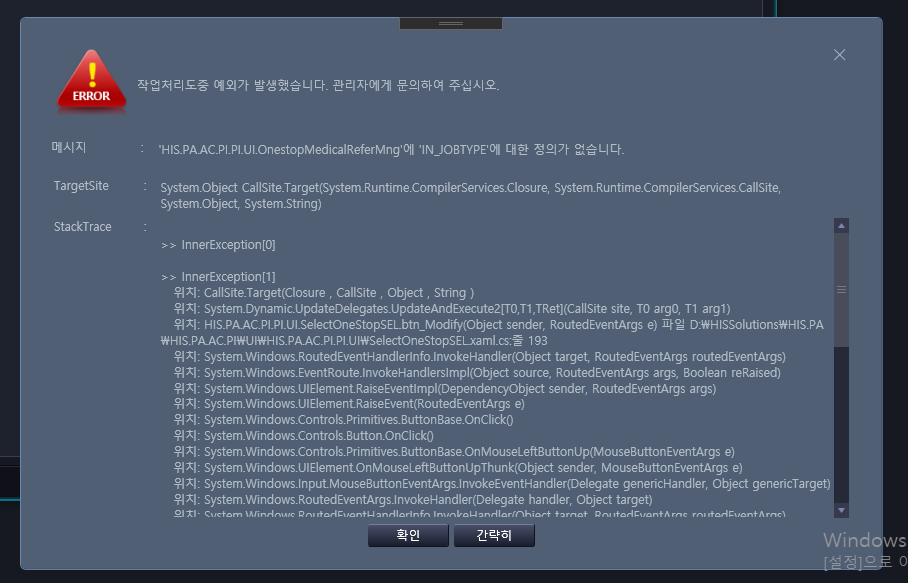 ERROR
작업처리도중 예외가 발생했습니다. 관리자에게 문의하여 주십시오.
메시지 : 'HIS.PA.AC.PI.PI.UI.OnestopMedicalReferMng'에 'IN_JOBTYPE'에 대한 정의가 없습니다.
TargetSite : System.Object CallSite.Target(System.Runtime.CompilerServices.Closure, System.Runtime.CompilerServices.CallSite,
System.Object, System.String)
StackTrace :
>> InnerException[0]
>> InnerException[1]
위치: CallSite.Target(Closure , CallSite , Object , String )
위치: System.Dynamic.UpdateDelegates.UpdateAndExecute2[T0,T1,TRet](CallSite site, T0 arg0, T1 arg1)
위치: HIS.PA.AC.PI.PI.UI.SelectOneStopSEL.btn_Modify(Object sender, RoutedEventArgs e) 파일 D:₩HISSolutions₩HIS.PA
₩HIS.PA.AC.PI₩UI₩HIS.PA.AC.PI.PI.UI₩SelectOneStopSEL.xaml.cs:줄 193
위치: System.Windows.RoutedEventHandlerInfo.InvokeHandler(Object target, RoutedEventArgs routedEventArgs)
위치: System.Windows.EventRoute.InvokeHandlersImpl(Object source, RoutedEventArgs args, Boolean reRaised)
위치: System.Windows.UIElement.RaiseEventImpl(DependencyObject sender, RoutedEventArgs args)
위치: System.Windows.UIElement.RaiseEvent(RoutedEventArgs e)
위치: System.Windows.Controls.Primitives.ButtonBase.OnClick()
위치: System.Windows.Controls.Button.OnClick()
위치: System.Windows.Controls.Primitives.ButtonBase.OnMouseLeftButtonUp(MouseButtonEventArgs e)
위치: System.Windows.UIElement.OnMouseLeftButtonUpThunk(Object sender, MouseButtonEventArgs e)
위치: System.Windows.Input.MouseButtonEventArgs.InvokeEventHandler(Delegate genericHandler, Object genericTarget)
위치: System.Windows.RoutedEventArgs.InvokeHandler(Delegate handler, Object target)
위치: System.Windows.RoutedEventHandlerInfo.InvokeHandler(Object target, RoutedEventArgs routedEventArgs)
확인 간략히
Windows
[설정]으로 이